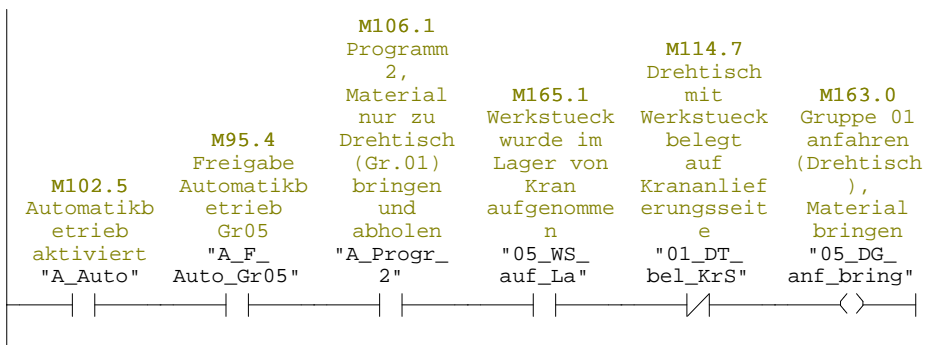 M102.5
Automatikb
etrieb
aktiviert
"A_Auto"
M95.4
Freigabe
Automatikb
etrieb
Gr05
"A_F_
Auto_Gr05"
M106.1
Programm
2,
Material
nur zu
Drehtisch
(Gr.01)
bringen
und
abholen
"A_Progr_
2"
M165.1
Werkstueck
wurde im
Lager von
Kran
aufgenomme
n
"05_WS_
auf_La"
M114.7
Drehtisch
mit
Werkstueck
belegt
auf
Krananlief
erungsseit
e
"01_DT_
bel_KrS"
M163.0
Gruppe 01
anfahren
(Drehtisch
),
Material
bringen
"05_DG_
anf_bring"